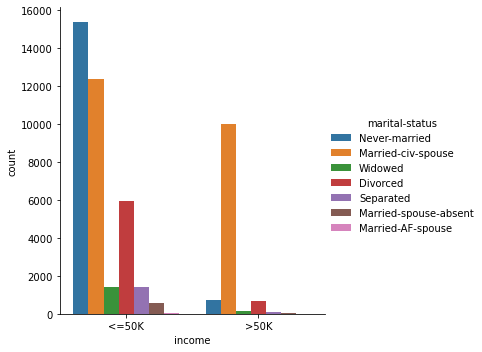 16000
14000
12000
10000
8000
6000
4000
2000
0
count
<=50K
>50K
income
marital-status
Never-married
Married-civ-spouse
Widowed
Divorced
Separated
Married-spouse-absent
Married-AF-spouse